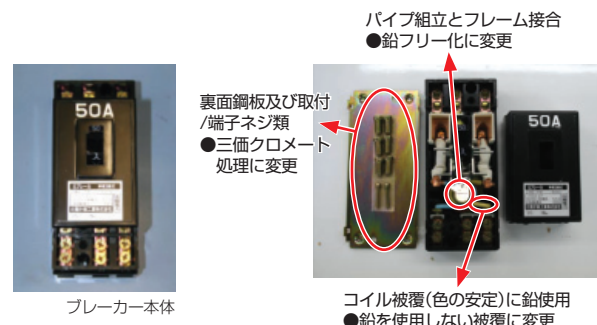 パイプ組立とフレーム接合
●鉛フリー化に変更
裏面鋼板及び取付
/端子ネジ類
●三価クロメート
処理に変更
50A
50A
ブレーカー本体
コイル被覆(色の安定)に鉛使用
●鉛を使用しない被覆に変更